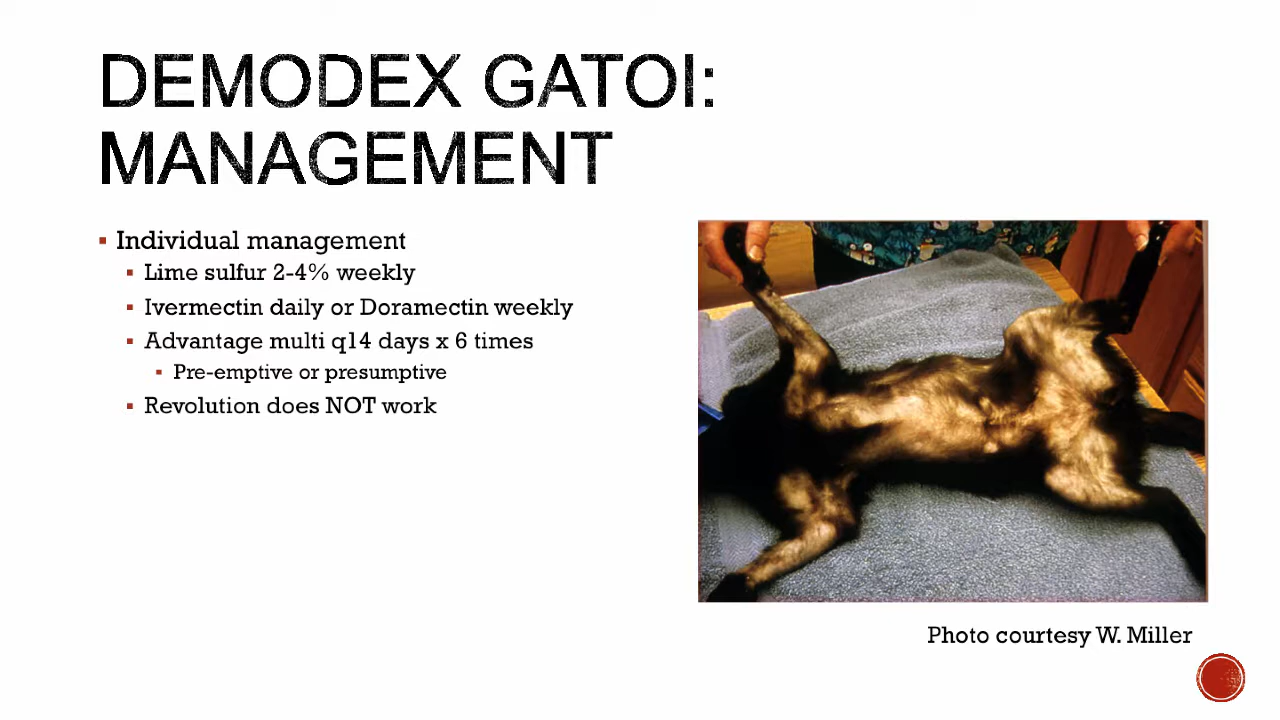 DEMODEX GATOI:
MANAGEMENT
Individual management
Lime sulfur 2-4% weekly
Ivermectin daily or Doramectin weekly
Advantage multi q14 days x 6 times
Pre-emptive or presumptive
Revolution does NOT work
Photo courtesy W. Miller